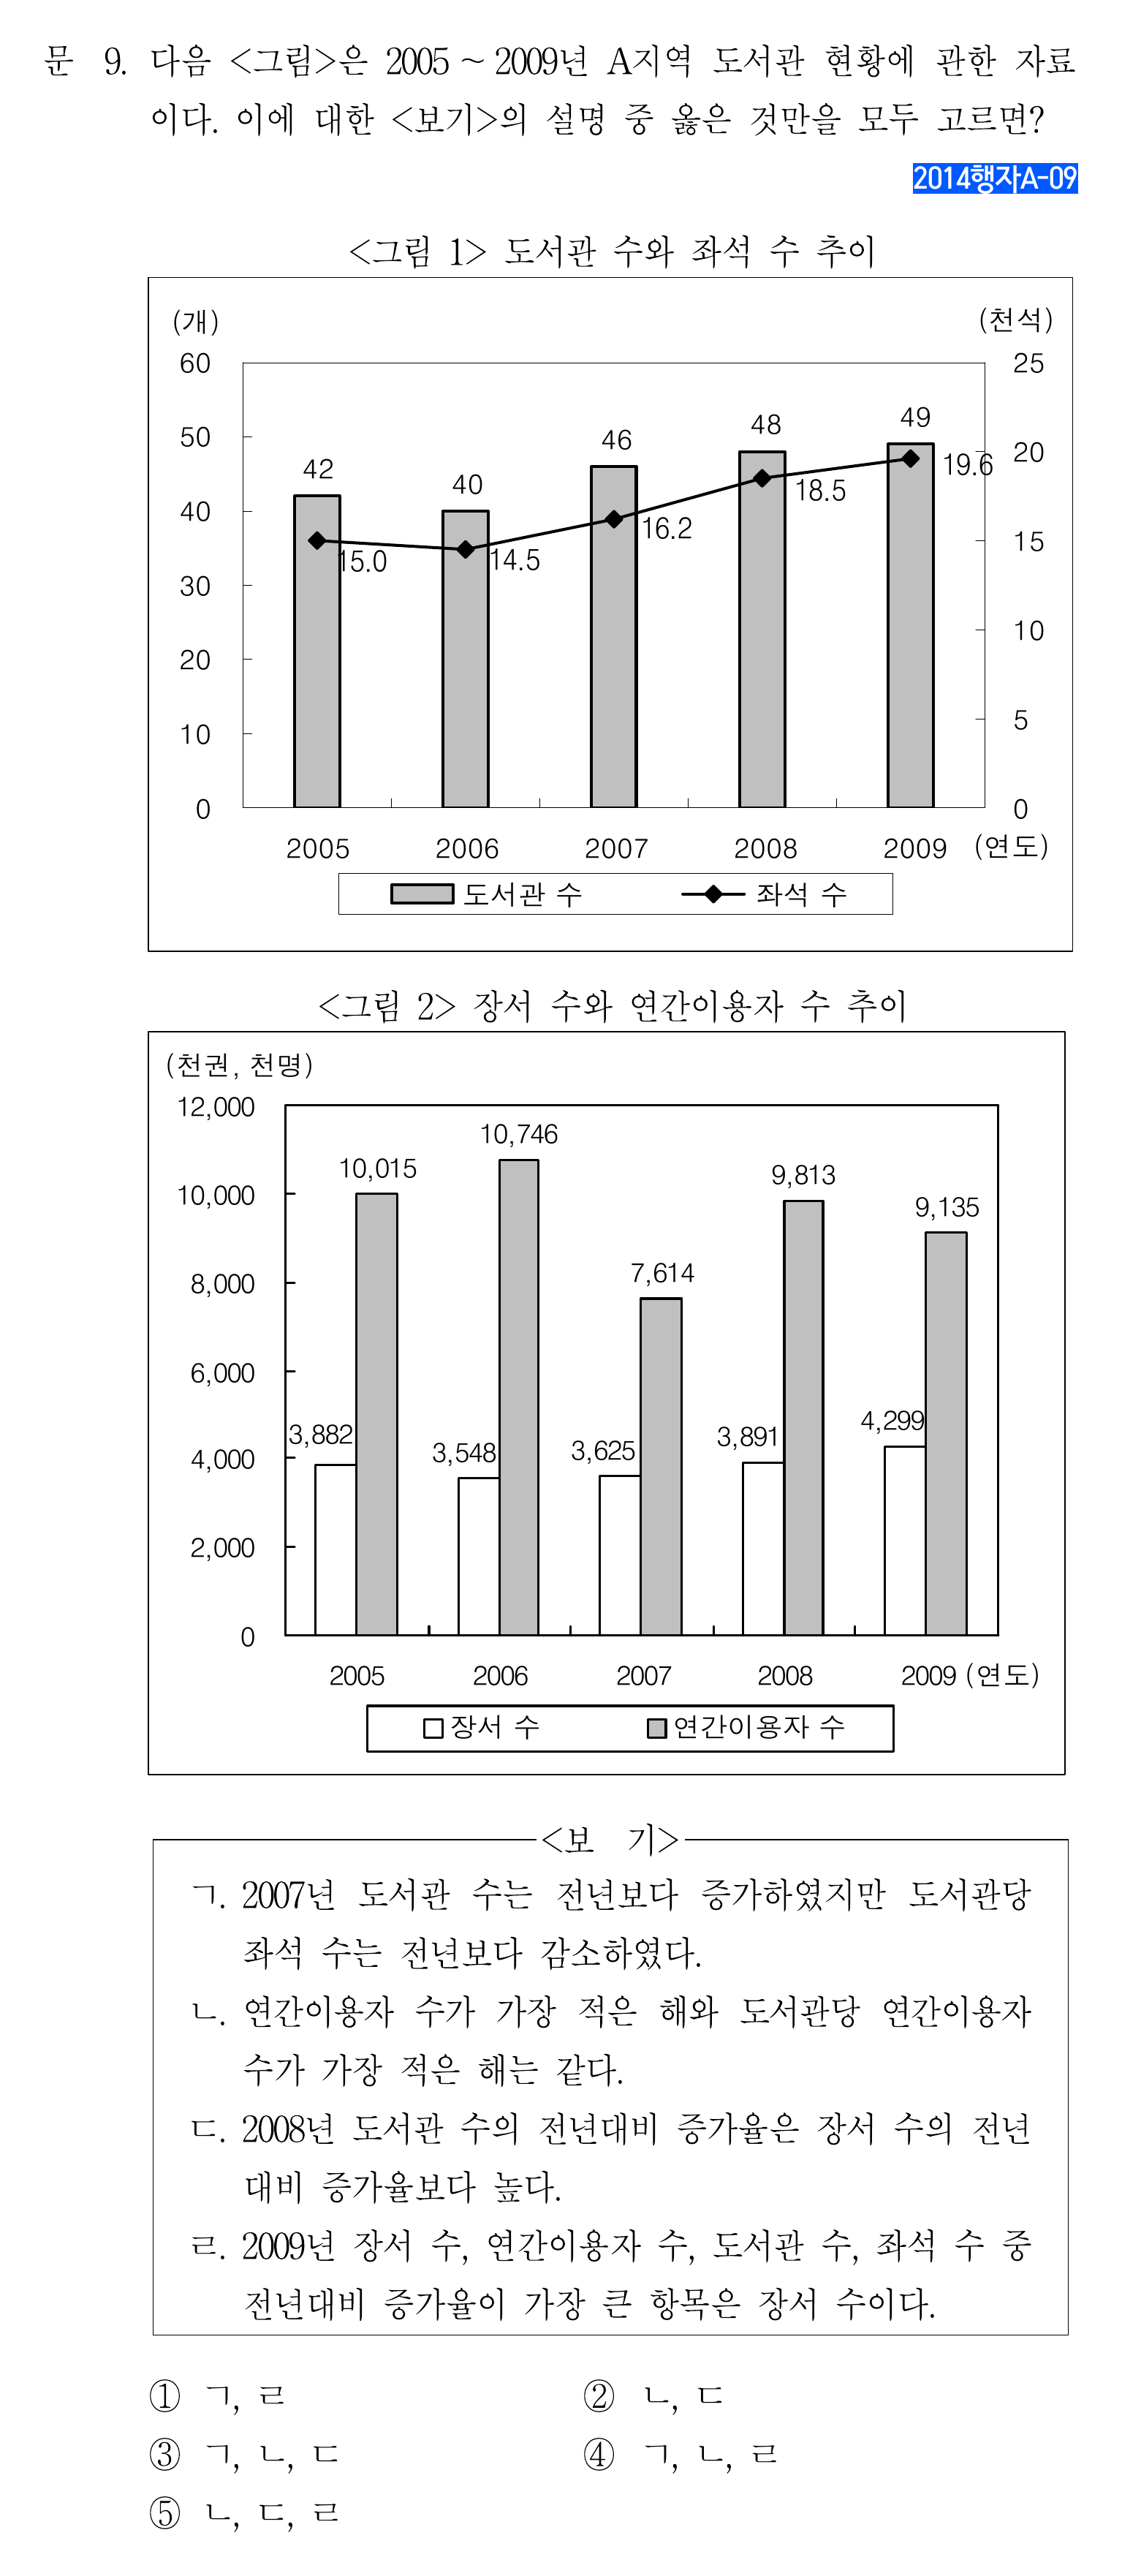 문 9. 다음 <그림>은 2005 ~ 2009년 A지역 도서관 현황에 관한 자료
이다. 이에 대한 <보기>의 설명 중 옳은 것만을 모두 고르면?
2014행자A-09
<그림 1> 도서관 수와 좌석 수 추이
(개) (천석)
60 25
50 20
40 15
30 10
20 5
10 0
0
42 40 46 48 49
15.0 14.5 16.2 18.5 19.6
2005 2006 2007 2008 2009 (연도)
도서관 수 좌석 수
<그림 2> 장서 수와 연간이용자 수 추이
(천권, 천명)
12,000
10,000
8,000
6,000
4,000
2,000
0
10,015 10,746 7,614 9,813 9,135
3,882 3,548 3,625 3,891 4,299
2005 2006 2007 2008 2009 (연도)
장서 수 연간이용자 수
<보 기>
ㄱ. 2007년 도서관 수는 전년보다 증가하였지만 도서관당
좌석 수는 전년보다 감소하였다.
ㄴ. 연간이용자 수가 가장 적은 해와 도서관당 연간이용자
수가 가장 적은 해는 같다.
ㄷ. 2008년 도서관 수의 전년대비 증가율은 장서 수의 전년
대비 증가율보다 높다.
ㄹ. 2009년 장서 수, 연간이용자 수, 도서관 수, 좌석 수 중
전년대비 증가율이 가장 큰 항목은 장서 수이다.
① ㄱ, ㄹ ② ㄴ, ㄷ
③ ㄱ, ㄴ, ㄷ ④ ㄱ, ㄴ, ㄹ
⑤ ㄴ, ㄷ, ㄹ